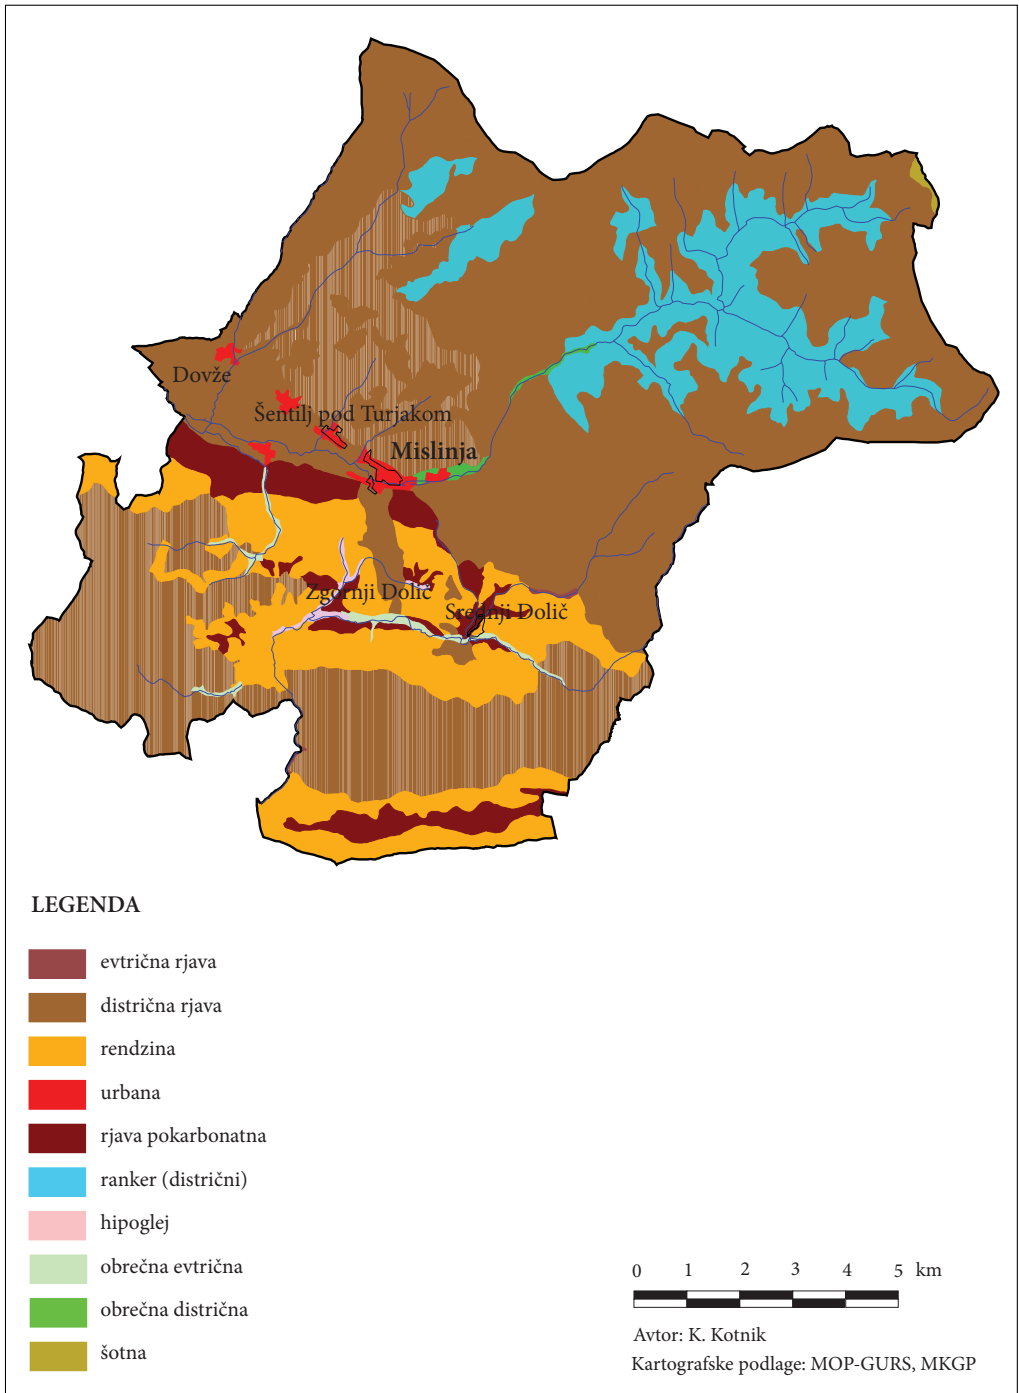 Dovže
Šentilj pod Turjakom
Mislinja
Zgornji Dolič
Srednji Dolič
LEGENDA
evtrična rjava
distrična rjava
rendzina
urbana
rjava pokarbonatna
ranker (distrični)
hipoglej
obrečna evtrična
obrečna distrična
šotna
0 1 2 3 4 5 km
Avtor: K. Kotnik
Kartografske podlage: MOP-GURS, MKGP